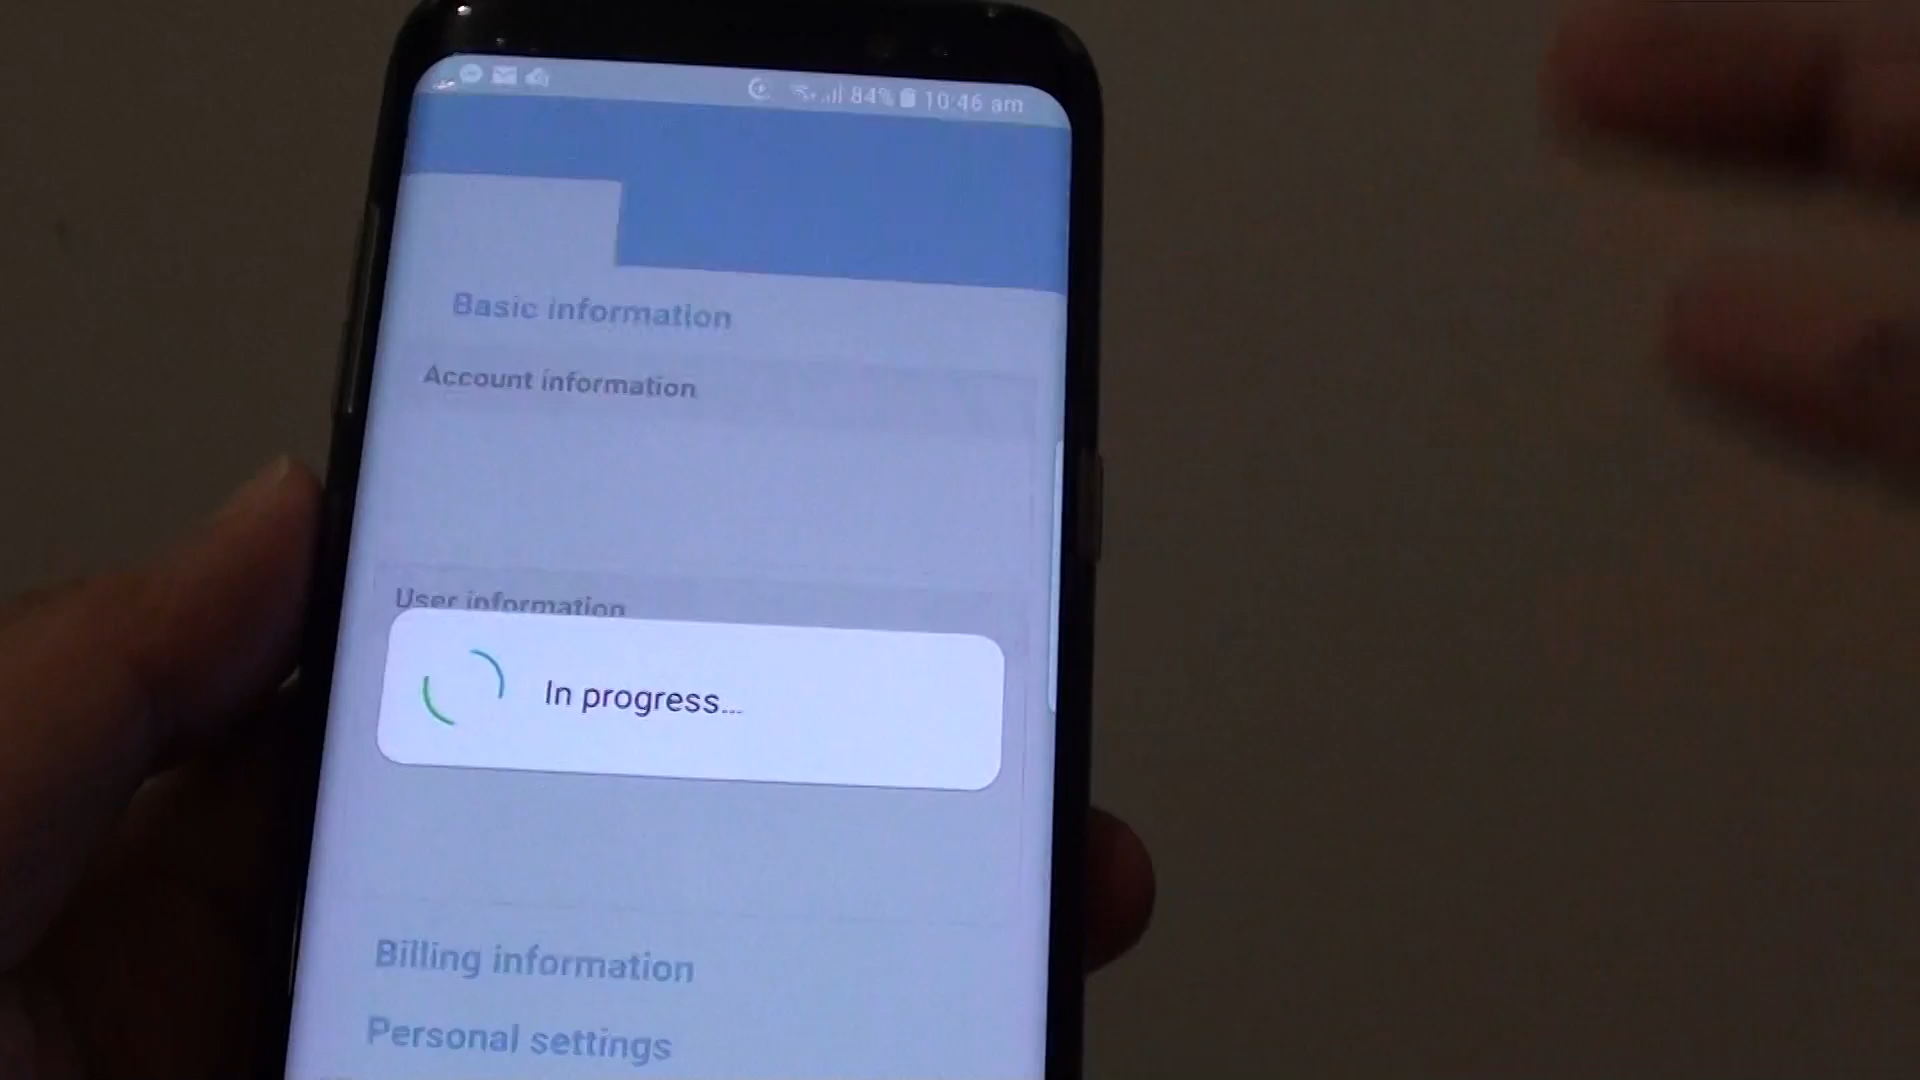 84% 10:46 am
Basic information
Account information
User information
In progress...
Billing information
Personal settings